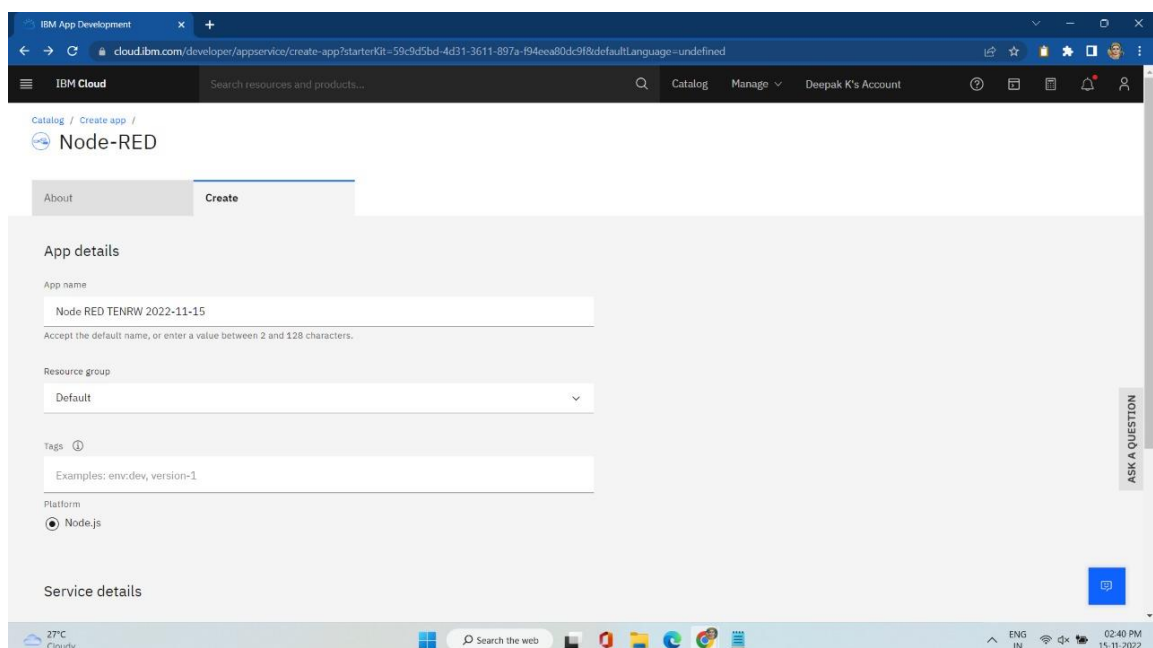 IBM App Development
cloud.ibm.com/developer/appservice/create-app?starterKit=59c9d5bd-4d31-3611-897a-f94eea80dc9f&defaultLanguage=undefined
IBM Cloud
Search resources and products...
Catalog
Manage
Deepak K's Account
Catalog / Create app /
Node-RED
About
Create
App details
App name
Node RED TENRW 2022-11-15
Accept the default name, or enter a value between 2 and 128 characters.
Resource group
Default
Tags
Examples: env:dev, version-1
Platform
Node.js
ASK A QUESTION
Service details
27°C
Cloudy
Search the web
ENG
IN
02:40 PM
15-11-2022